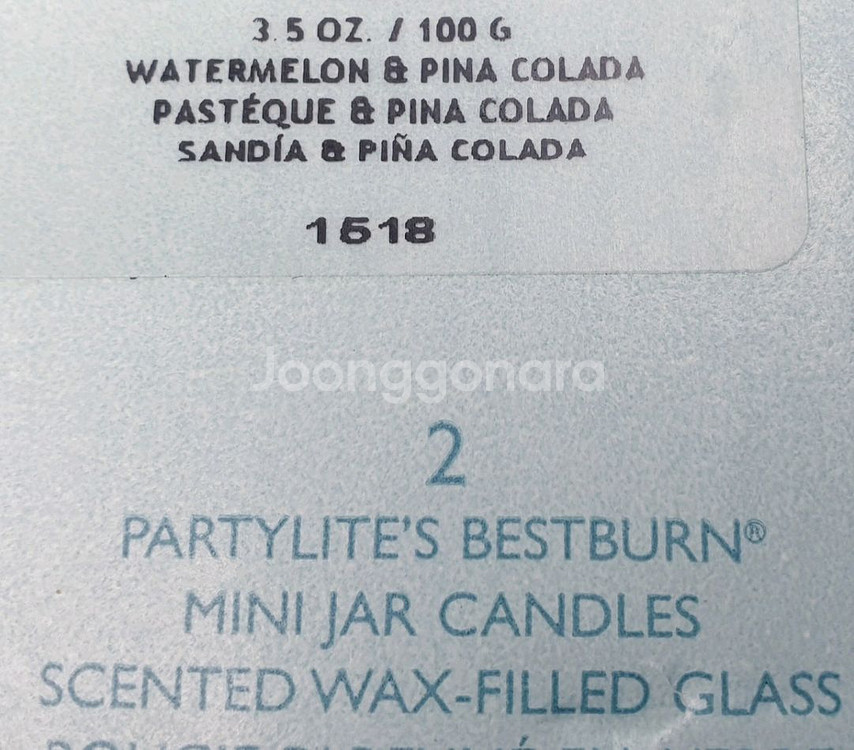 3.5 OZ. / 100 G
WATERMELON & PINA COLADA
PASTÉQUE & PINA COLADA
SANDÍA & PIÑA COLADA
1518
Joonggonara
2
PARTYLITE'S BESTBURN®
MINI JAR CANDLES
SCENTED WAX-FILLED GLASS